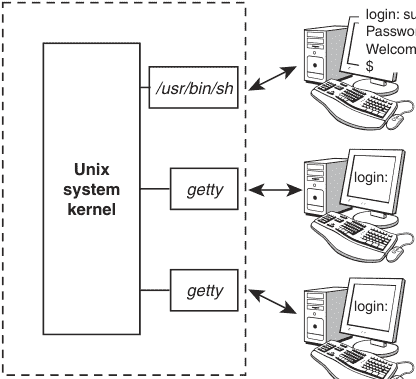 login: su
Passwor
Welcom
$
/usr/bin/sh
Unix
system
kernel
getty
login:
getty
login: